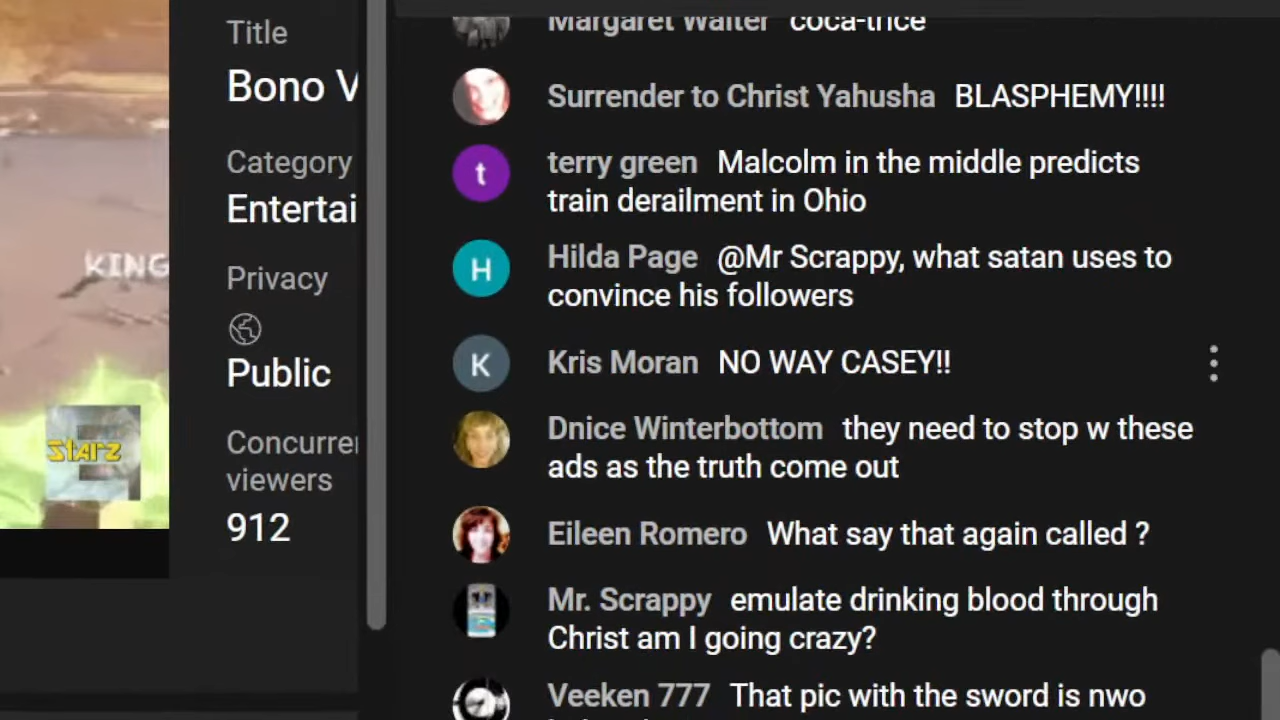 Title
Bono V
Category
Entertai
Privacy
Public
Concurre
viewers
912
KING
Starz
Margaret Walter coca-trice
Surrender to Christ Yahusha BLASPHEMY!!!!
t
terry green Malcolm in the middle predicts
train derailment in Ohio
H
Hilda Page @Mr Scrappy, what satan uses to
convince his followers
K
Kris Moran NO WAY CASEY!!
Dnice Winterbottom they need to stop w these
ads as the truth come out
Eileen Romero What say that again called ?
Mr. Scrappy emulate drinking blood through
Christ am I going crazy?
Veeken 777 That pic with the sword is nwo